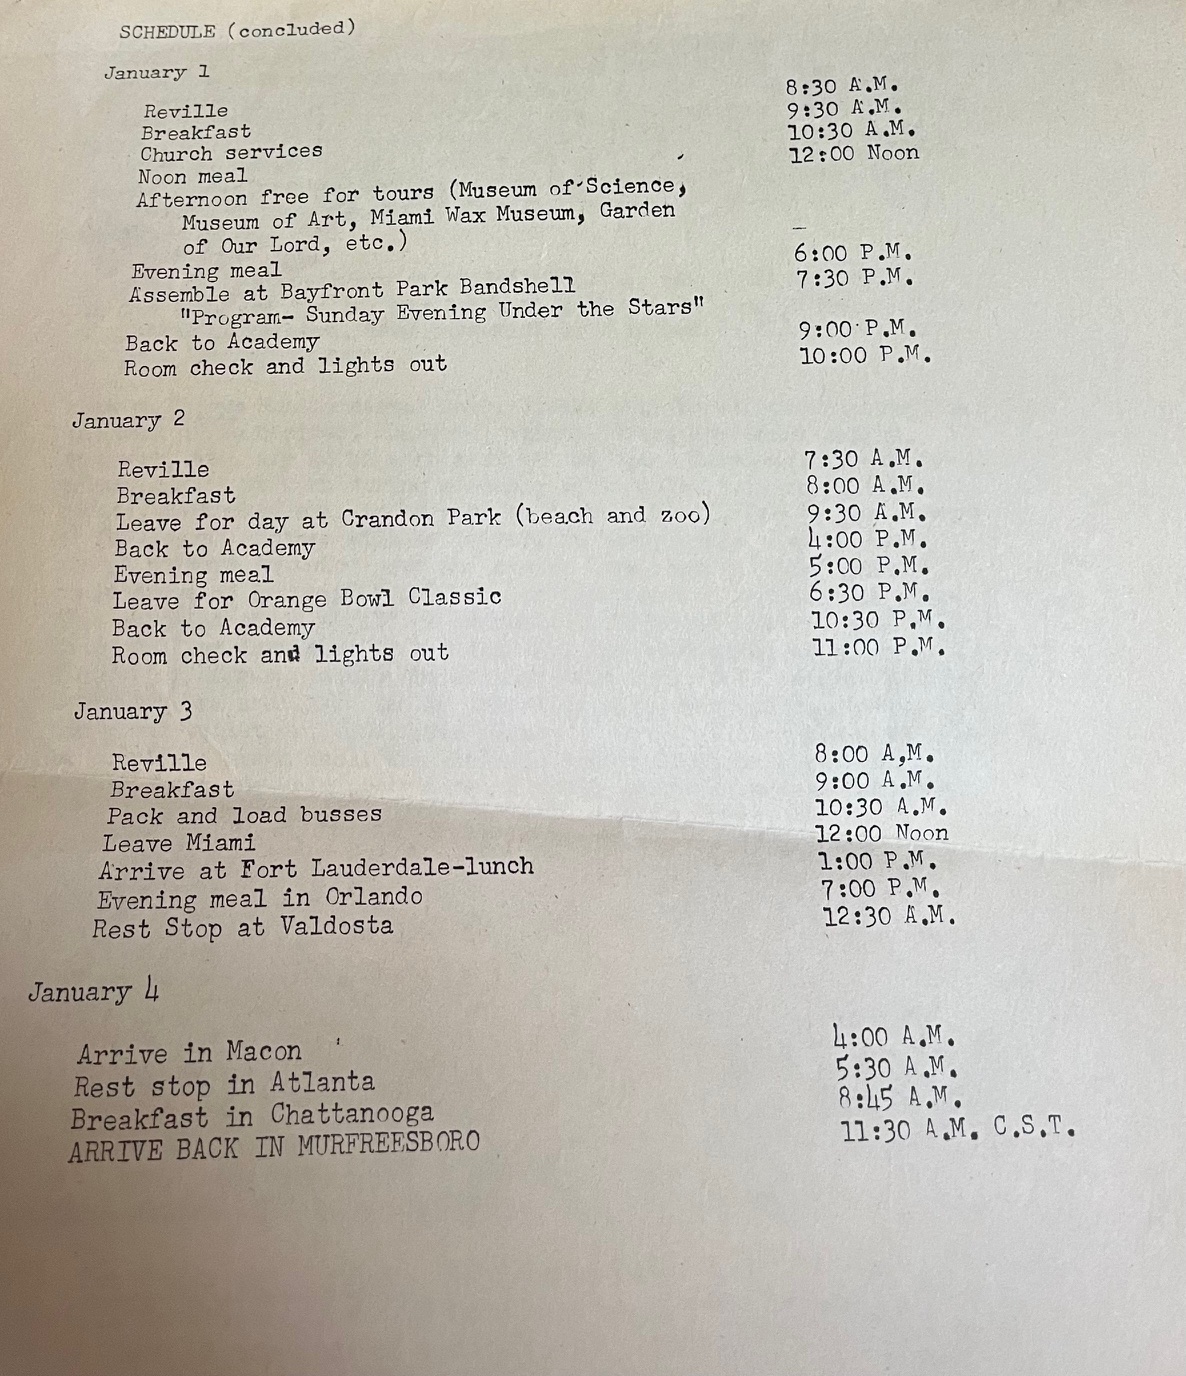 SCHEDULE (concluded)
January 1
Reville 8:30 A.M.
Breakfast 9:30 A.M.
Church services 10:30 A.M.
Noon meal 12:00 Noon
Afternoon free for tours (Museum of Science,
Museum of Art, Miami Wax Museum, Garden
of Our Lord, etc.)
Evening meal 6:00 P.M.
Assemble at Bayfront Park Bandshell 7:30 P.M.
"Program- Sunday Evening Under the Stars"
Back to Academy 9:00 P.M.
Room check and lights out 10:00 P.M.
January 2
Reville 7:30 A.M.
Breakfast 8:00 A.M.
Leave for day at Crandon Park (beach and zoo) 9:30 A.M.
Back to Academy 4:00 P.M.
Evening meal 5:00 P.M.
Leave for Orange Bowl Classic 6:30 P.M.
Back to Academy 10:30 P.M.
Room check and lights out 11:00 P.M.
January 3
Reville 8:00 A,M.
Breakfast 9:00 A.M.
Pack and load busses 10:30 A.M.
Leave Miami 12:00 Noon
Arrive at Fort Lauderdale-lunch 1:00 P.M.
Evening meal in Orlando 7:00 P.M.
Rest Stop at Valdosta 12:30 A.M.
January 4
Arrive in Macon 4:00 A.M.
Rest stop in Atlanta 5:30 A.M.
Breakfast in Chattanooga 8:45 A.M.
ARRIVE BACK IN MURFREESBORO 11:30 A.M. C.S.T.